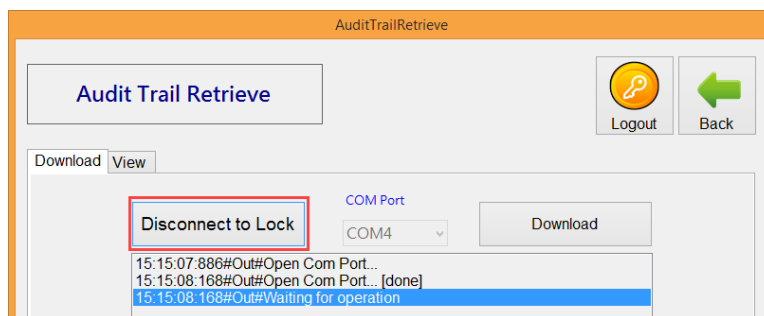 AuditTrailRetrieve
Audit Trail Retrieve
Logout
Back
Download
View
Disconnect to Lock
COM Port
COM4
Download
15:15:07:886#Out#Open Com Port...
15:15:08:168#Out#Open Com Port... [done]
15:15:08:168#Out#Waiting for operation